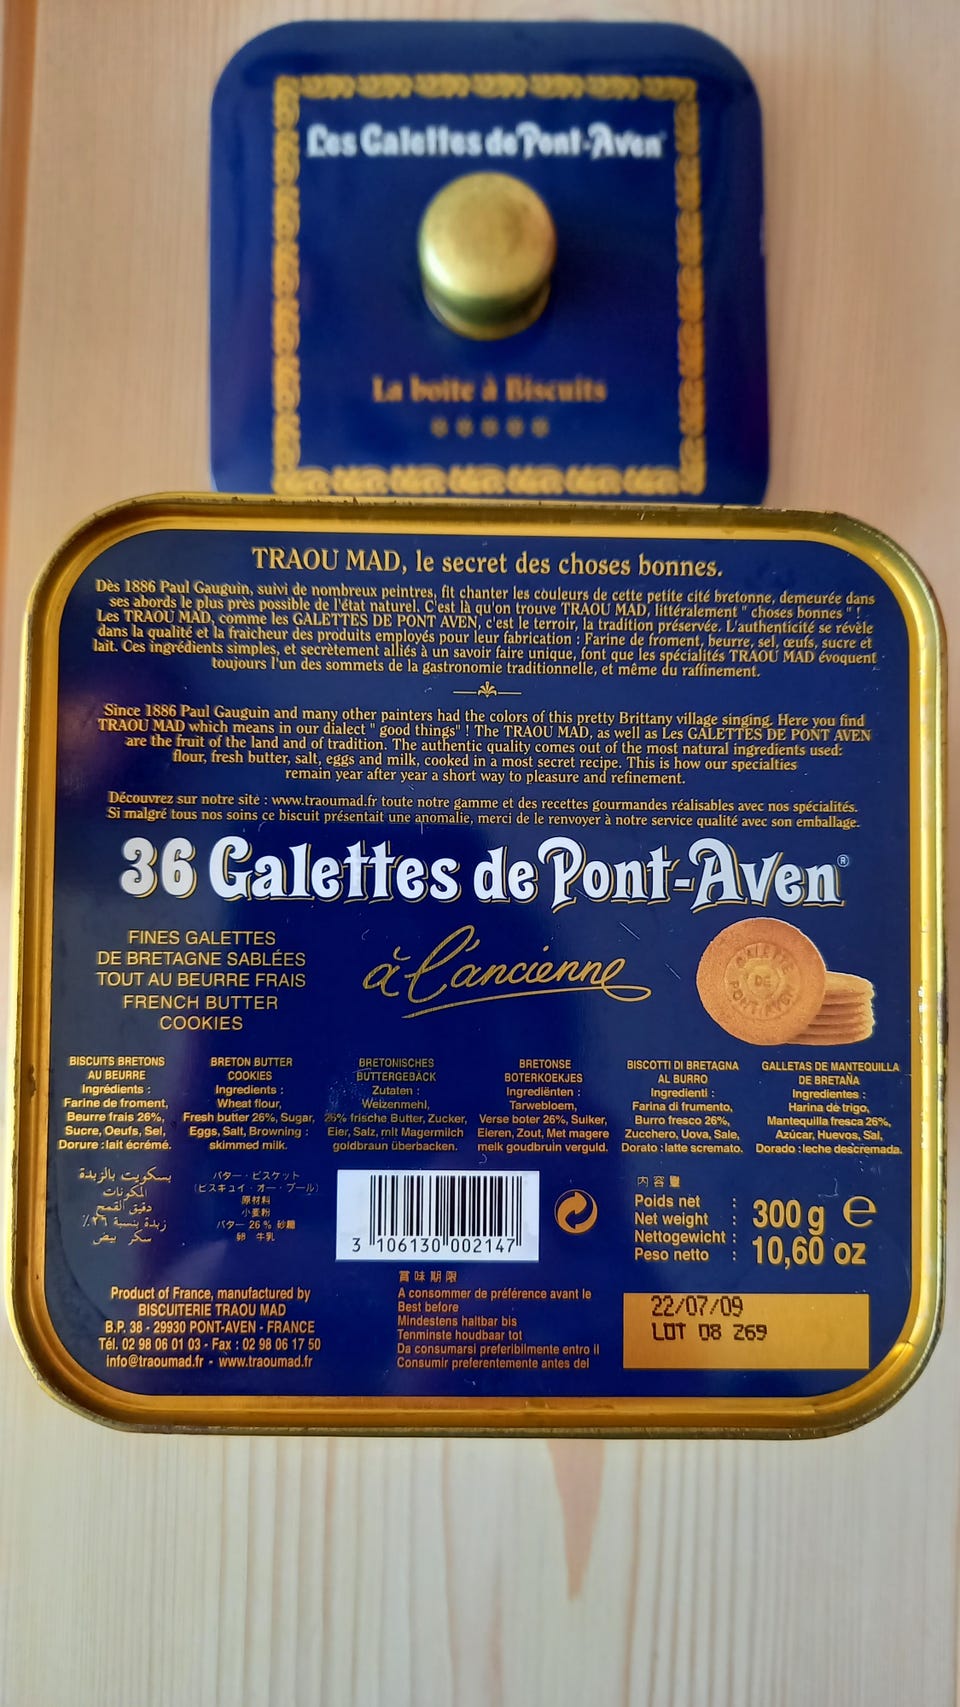 Les Galettes de Pont-Aven
La boite à Biscuits
TRAOU MAD, le secret des choses bonnes.
Dès 1886 Paul Gauguin, suivi de nombreux peintres, fit chanter les couleurs de cette petite cité bretonne, demeurée dans
ses abords le plus près possible de l'état naturel. C'est là qu'on trouve TRAOU MAD, littéralement " choses bonnes " !
Les TRAOU MAD, comme les GALETTES DE PONT AVEN, c'est le terroir, la tradition préservée. L'authenticité se révèle
dans la qualité et la fraicheur des produits employés pour leur fabrication : Farine de froment, beurre, sel, œufs, sucre et
lait. Ces ingrédients simples, et secrètement alliés à un savoir faire unique, font que les spécialités TRAOU MAD évoquent
toujours l'un des sommets de la gastronomie traditionnelle, et même du raffinement.
Since 1886 Paul Gauguin and many other painters had the colors of this pretty Brittany village singing. Here you find
TRAOU MAD which means in our dialect " good things" ! The TRAOU MAD, as well as Les GALETTES DE PONT AVEN
are the fruit of the land and of tradition. The authentic quality comes out of the most natural ingredients used:
flour, fresh butter, salt, eggs and milk, cooked in a most secret recipe. This is how our specialties
remain year after year a short way to pleasure and refinement.
Découvrez sur notre site : www.traoumad.fr toute notre gamme et des recettes gourmandes réalisables avec nos spécialités.
Si malgré tous nos soins ce biscuit présentait une anomalie, merci de le renvoyer à notre service qualité avec son emballage.
36 Galettes de Pont-Aven®
FINES GALETTES
DE BRETAGNE SABLÉES
TOUT AU BEURRE FRAIS
FRENCH BUTTER
COOKIES
à l'ancienne
GALETTE
DE
PONT-AVEN
BISCUITS BRETONS
AU BEURRE
Ingrédients :
Farine de froment,
Beurre frais 26%,
Sucre, Oeufs, Sel,
Dorure : lait écrémé.
BRETON BUTTER
COOKIES
Ingredients :
Wheat flour,
Fresh butter 26%, Sugar,
Eggs, Salt, Browning :
skimmed milk.
BRETONISCHES
BUTTERGEBÄCK
Zutaten :
Weizenmehl,
26% frische Butter, Zucker,
Eier, Salz, mit Magermilch
goldbraun überbacken.
BRETONSE
BOTERKOEKJES
Ingrediënten :
Tarwebloem,
Verse boter 26%, Suiker,
Eieren, Zout, Met magere
melk goudbruin verguld.
BISCOTTI DI BRETAGNA
AL BURRO
Ingredienti :
Farina di frumento,
Burro fresco 26%,
Zucchero, Uova, Sale,
Dorato : latte scremato.
GALLETAS DE MANTEQUILLA
DE BRETAÑA
Ingredientes :
Harina de trigo,
Mantequilla fresca 26%,
Azúcar, Huevos, Sal,
Dorado : leche descremada.
بسكويت بالزبدة
المكونات
دقيق القمح
زبدة بنسبة ٢٦٪
سكر بيض
バター・ビスケット
(ビスキュイ・オー・ブール)
原材料
小麦粉
バター 26% 砂糖
卵 牛乳
3 106130 002147
内容量
Poids net : 300 g e
Net weight :
Nettogewicht : 10,60 oz
Peso netto :
Product of France, manufactured by
BISCUITERIE TRAOU MAD
B.P. 38 - 29930 PONT-AVEN - FRANCE
Tél. 02 98 06 01 03 - Fax : 02 98 06 17 50
info@traoumad.fr - www.traoumad.fr
賞味期限
A consommer de préférence avant le
Best before
Mindestens haltbar bis
Tenminste houdbaar tot
Da consumarsi preferibilmente entro il
Consumir preferentemente antes del
22/07/09
LOT 08 269